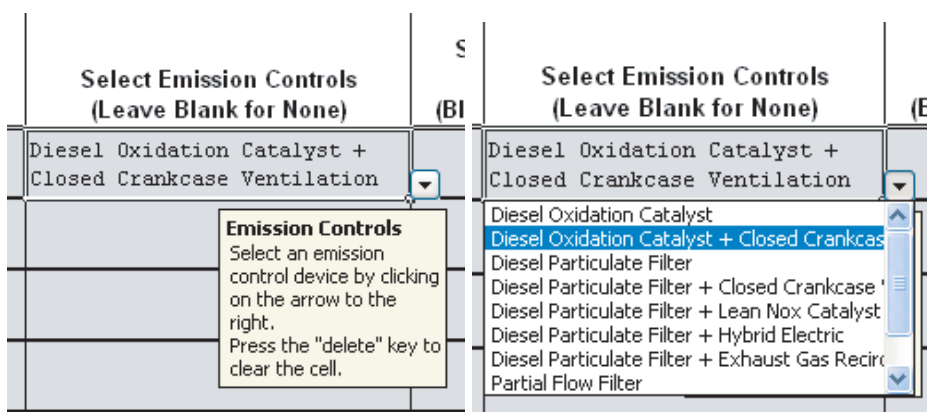 Select Emission Controls
(Leave Blank for None)
S
(Bl
Diesel Oxidation Catalyst +
Closed Crankcase Ventilation
Emission Controls
Select an emission
control device by clicking
on the arrow to the
right.
Press the "delete" key to
clear the cell.
Select Emission Controls
(Leave Blank for None)
Diesel Oxidation Catalyst +
Closed Crankcase Ventilation
Diesel Oxidation Catalyst
Diesel Oxidation Catalyst + Closed Crankcas
Diesel Particulate Filter
Diesel Particulate Filter + Closed Crankcase
Diesel Particulate Filter + Lean Nox Catalyst
Diesel Particulate Filter + Hybrid Electric
Diesel Particulate Filter + Exhaust Gas Recirc
Partial Flow Filter